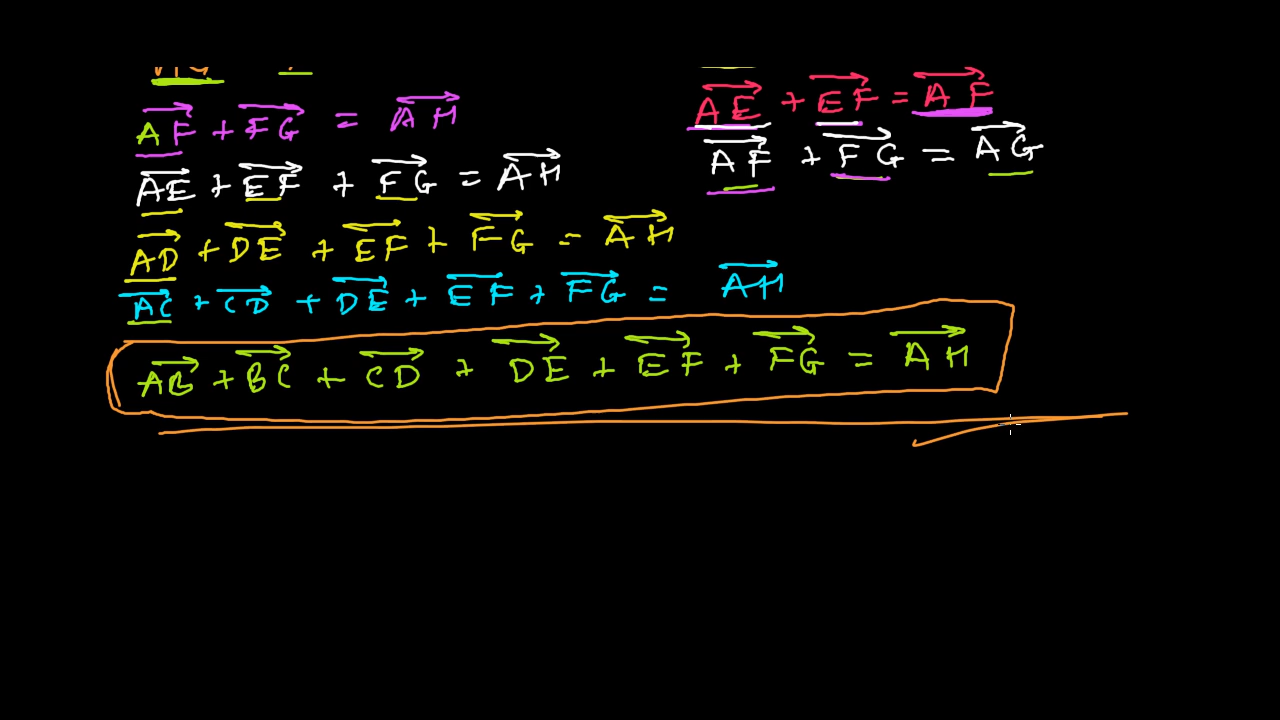 AF + FG = AH
AE + EF + FG = AH
AD + DE + EF + FG = AH
AC + CD + DE + EF + FG = AH
AB + BC + CD + DE + EF + FG = AH
AE + EF = AF
AF + FG = AG